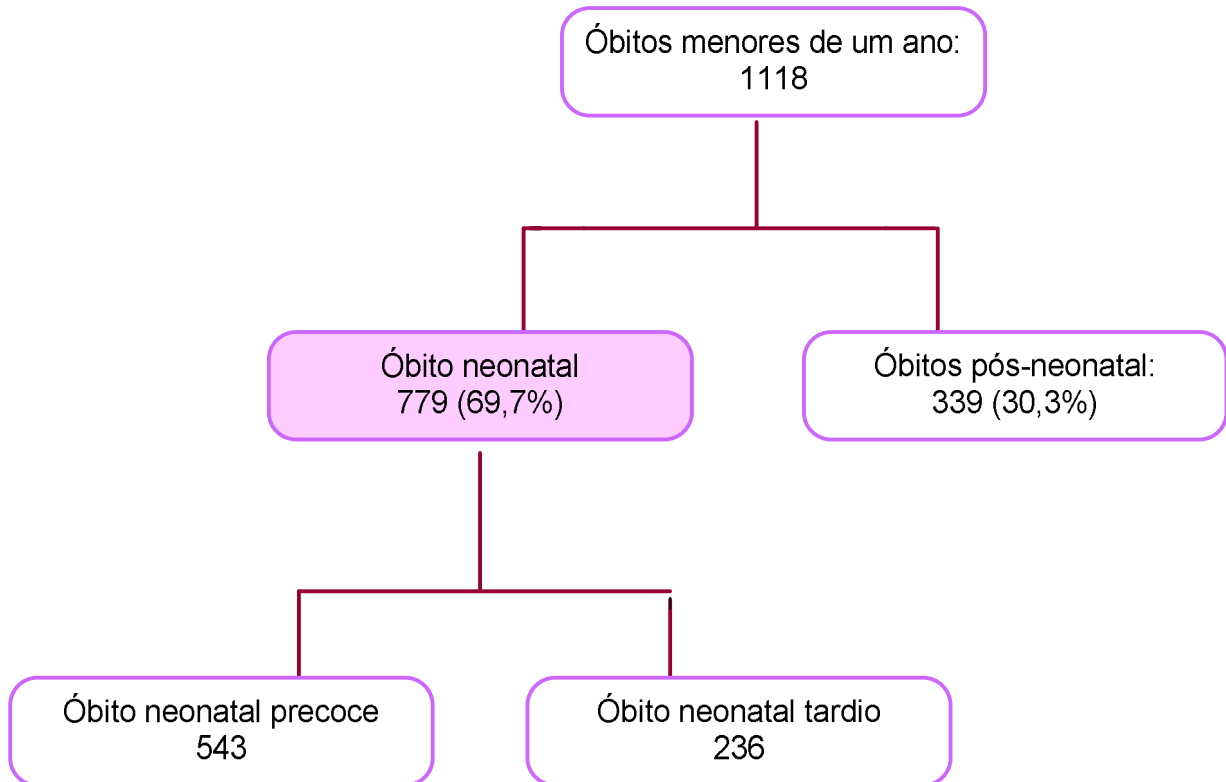 Óbitos menores de um ano:
1118
Óbito neonatal
779 (69,7%)
Óbitos pós-neonatal:
339 (30,3%)
Óbito neonatal precoce
543
Óbito neonatal tardio
236